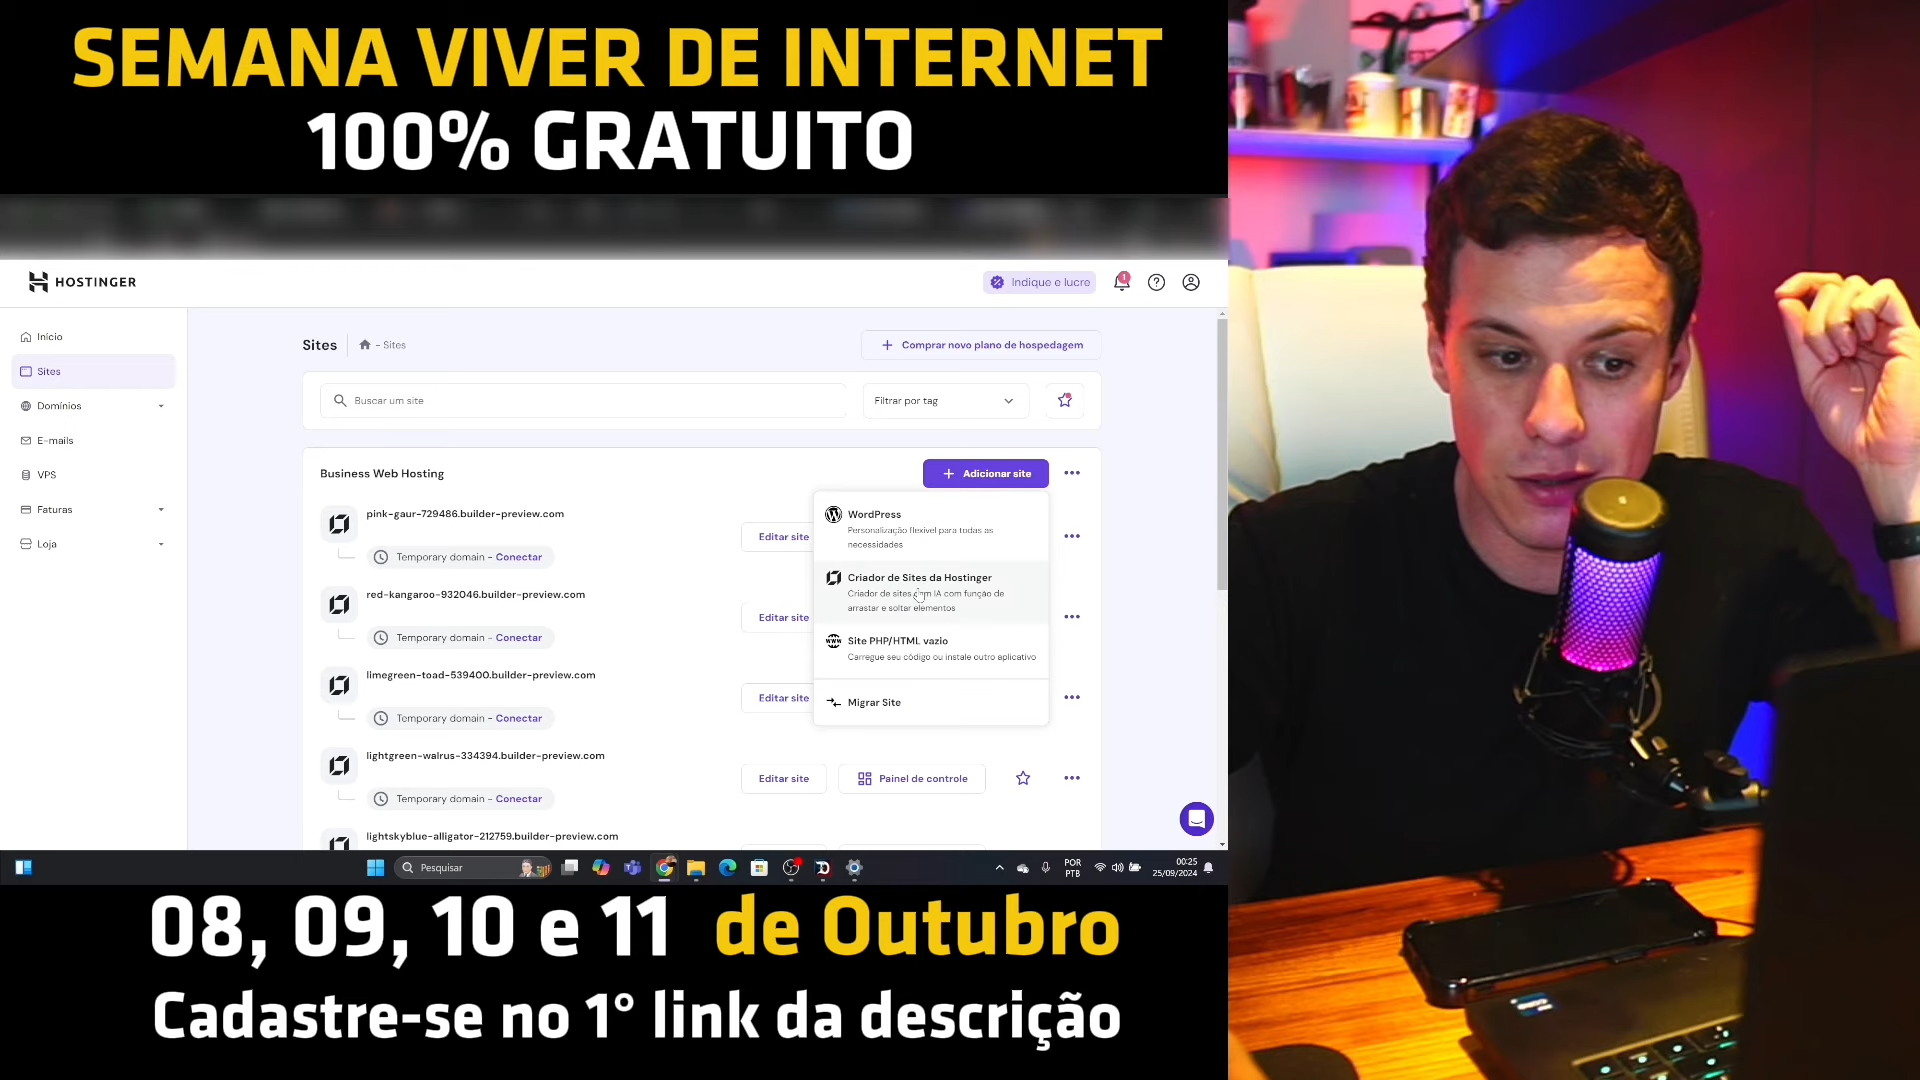 SEMANA VIVER DE INTERNET
100% GRATUITO
HOSTINGER
Indique e lucre
1
Início
Sites
Domínios
E-mails
VPS
Faturas
Loja
Sites
- Sites
Comprar novo plano de hospedagem
Buscar um site
Filtrar por tag
Business Web Hosting
Adicionar site
pink-gaur-729486.builder-preview.com
Temporary domain - Conectar
Editar site
red-kangaroo-932046.builder-preview.com
Temporary domain - Conectar
Editar site
limegreen-toad-539400.builder-preview.com
Temporary domain - Conectar
Editar site
lightgreen-walrus-334394.builder-preview.com
Temporary domain - Conectar
Editar site
Painel de controle
lightskyblue-alligator-212759.builder-preview.com
WordPress
Personalização flexível para todas as
necessidades
Criador de Sites da Hostinger
Criador de sites com IA com função de
arrastar e soltar elementos
Site PHP/HTML vazio
Carregue seu código ou instale outro aplicativo
Migrar Site
Pesquisar
POR
PTB
00:25
25/09/2024
08, 09, 10 e 11 de Outubro
Cadastre-se no 1° link da descrição